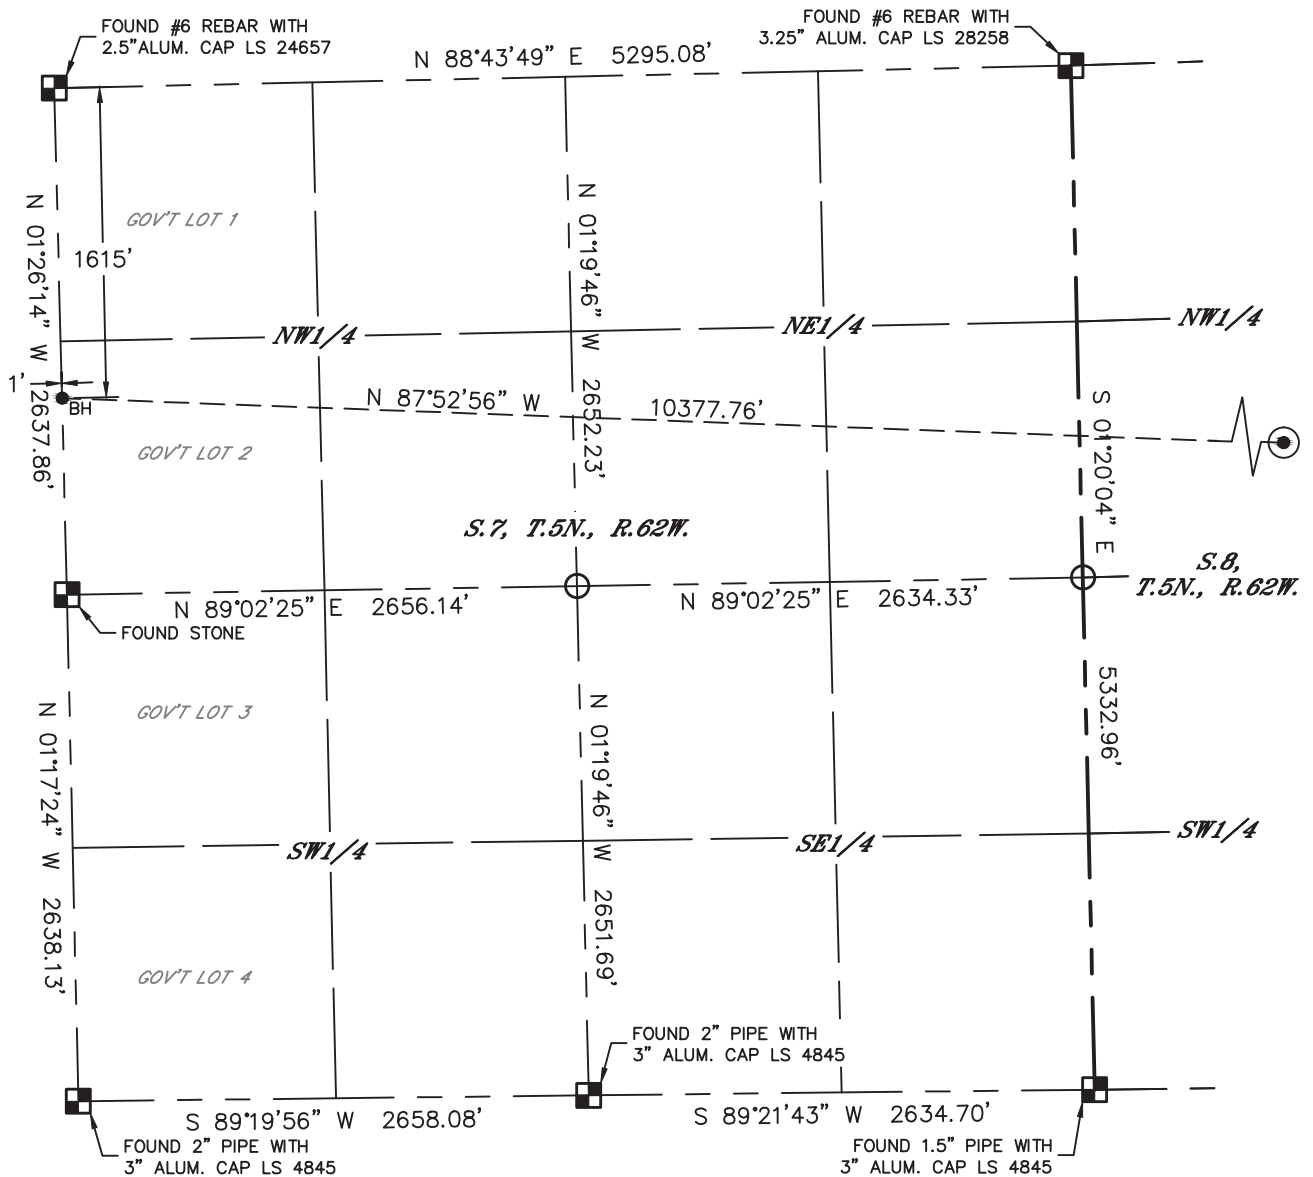 FOUND #6 REBAR WITH
2.5" ALUM. CAP LS 24657
N 88°43'49" E 5295.08'
FOUND #6 REBAR WITH
3.25" ALUM. CAP LS 28258
N 01°26'14" W 2637.86'
GOV'T LOT 1
1615'
N 01°19'46" W 2652.23'
NW1/4
NE1/4
NW1/4
1'
BH
N 87°52'56" W 10377.76'
S 01°20'04" E 5332.96'
GOV'T LOT 2
S.7, T.5N., R.62W.
S.8,
T.5N., R.62W.
N 89°02'25" E 2656.14'
N 89°02'25" E 2634.33'
FOUND STONE
N 01°17'24" W 2638.13'
GOV'T LOT 3
N 01°19'46" W 2651.69'
SW1/4
SE1/4
SW1/4
GOV'T LOT 4
FOUND 2" PIPE WITH
3" ALUM. CAP LS 4845
S 89°19'56" W 2658.08'
S 89°21'43" W 2634.70'
FOUND 2" PIPE WITH
3" ALUM. CAP LS 4845
FOUND 1.5" PIPE WITH
3" ALUM. CAP LS 4845